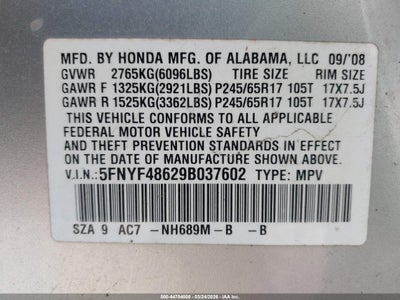 MFD. BY HONDA MFG. OF ALABAMA, LLC 09/'08
GVWR 2765KG(6096LBS) TIRE SIZE RIM SIZE
GAWR F 1325KG(2921LBS) P245/65R17 105T 17X7.5J
GAWR R 1525KG(3362LBS) P245/65R17 105T 17X7.5J
THIS VEHICLE CONFORMS TO ALL APPLICABLE
FEDERAL MOTOR VEHICLE SAFETY
AND THEFT PREVENTION STANDARDS IN
EFFECT ON THE DATE OF MANUFACTURE SHOWN ABOVE.
V.I.N: 5FNYF48629B037602 TYPE: MPV
SZA 9 AC7 -NH689M-B -B